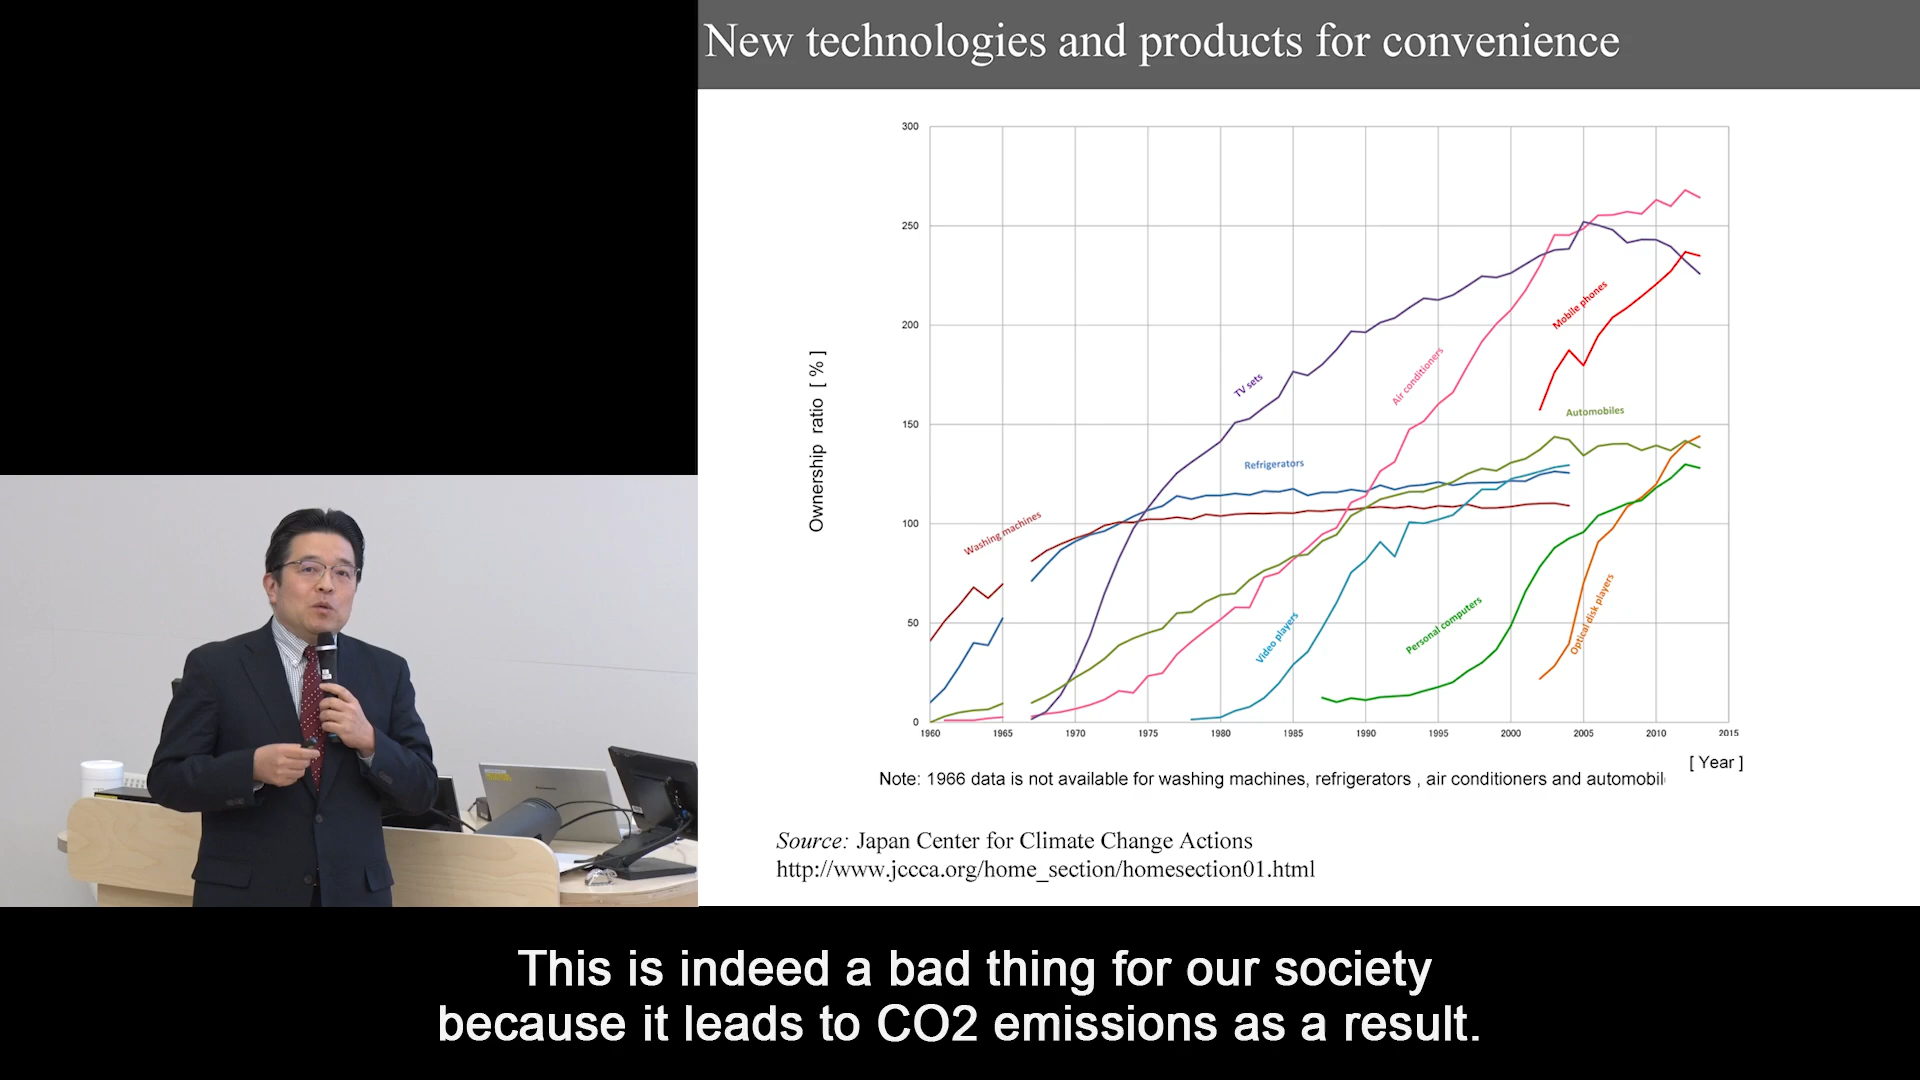 New technologies and products for convenience
300
250
200
150
100
50
0
1960 1965 1970 1975 1980 1985 1990 1995 2000 2005 2010 2015
Ownership ratio [ % ]
[ Year ]
Mobile phones
Air conditioners
TV sets
Automobiles
Refrigerators
Washing machines
Video players
Personal computers
Optical disk players
Note: 1966 data is not available for washing machines, refrigerators , air conditioners and automobil
Source: Japan Center for Climate Change Actions
http://www.jccca.org/home_section/homesection01.html
This is indeed a bad thing for our society
because it leads to CO2 emissions as a result.